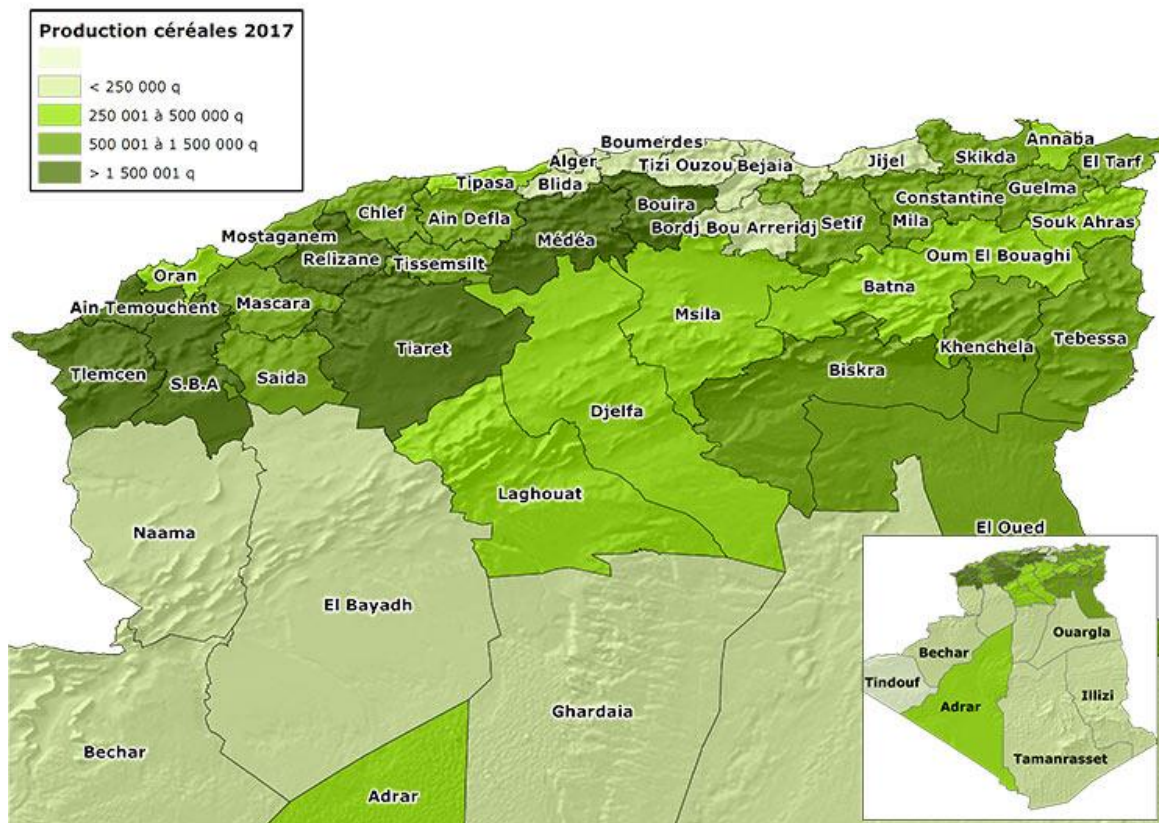 Production céréales 2017
< 250 000 q
250 001 à 500 000 q
500 001 à 1 500 000 q
> 1 500 001 q
Boumerdes
Annaba
Alger
Tizi Ouzou
Bejaia
Jijel
Skikda
El Tarf
Tipasa
Blida
Constantine
Guelma
Chlef
Ain Defla
Bouira
Médéa
Bordj Bou Arreridj
Setif
Mila
Souk Ahras
Mostaganem
Relizane
Tissemsilt
Oum El Bouaghi
Oran
Batna
Ain Temouchent
Mascara
Msila
Tiaret
Khenchela
Tebessa
Tlemcen
S.B.A
Saida
Biskra
Djelfa
Laghouat
Naama
El Oued
El Bayadh
Ghardaia
Bechar
Adrar
Ouargla
Bechar
Tindouf
Illizi
Adrar
Tamanrasset